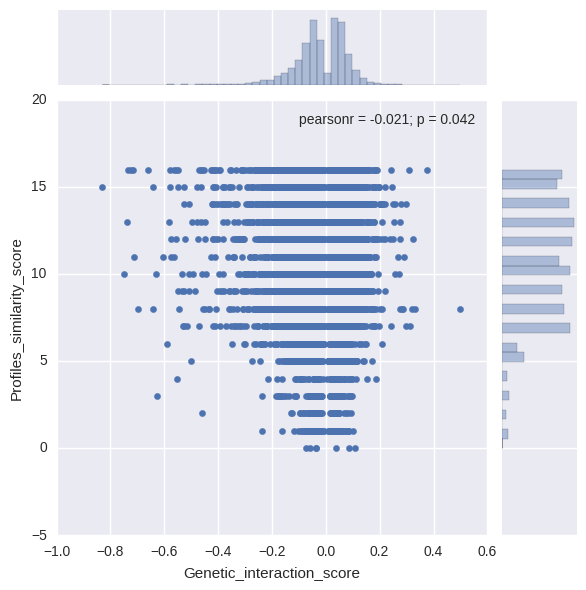 pearsonr = -0.021; p = 0.042
20
15
10
5
0
−5
Profiles_similarity_score
−1.0 −0.8 −0.6 −0.4 −0.2 0.0 0.2 0.4 0.6
Genetic_interaction_score